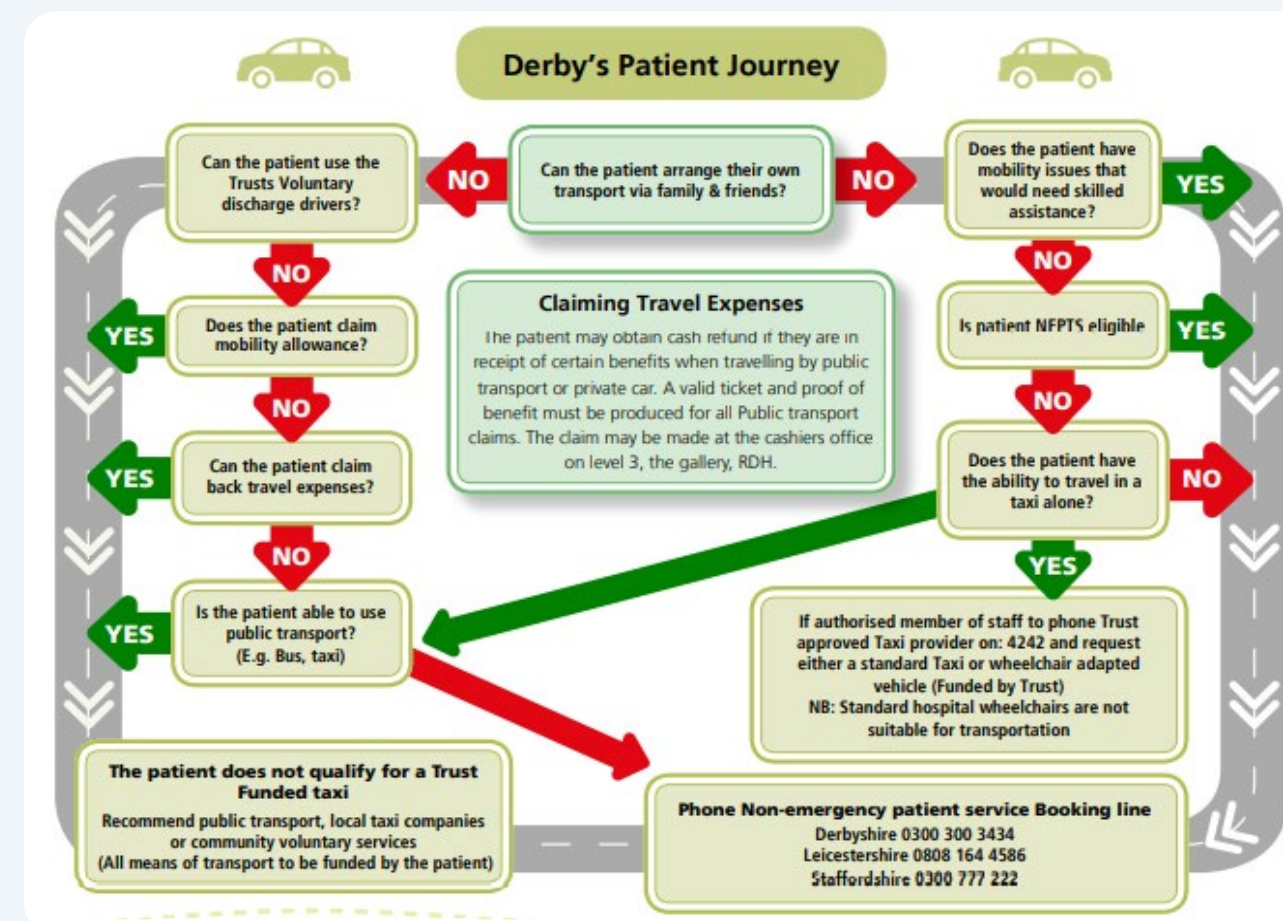 Derby's Patient Journey
Can the patient use the
Trusts Voluntary
discharge drivers?
NO
Can the patient arrange their own
transport via family & friends?
NO
Does the patient have
mobility issues that
would need skilled
assistance?
YES
NO
NO
YES
Does the patient claim
mobility allowance?
Claiming Travel Expenses
The patient may obtain cash refund if they are in
receipt of certain benefits when travelling by public
transport or private car. A valid ticket and proof of
benefit must be produced for all Public transport
claims. The claim may be made at the cashiers office
on level 3, the gallery, RDH.
Is patient NEPTS eligible
YES
NO
NO
YES
Can the patient claim
back travel expenses?
Does the patient have
the ability to travel in a
taxi alone?
NO
NO
YES
YES
Is the patient able to use
public transport?
(E.g. Bus, taxi)
If authorised member of staff to phone Trust
approved Taxi provider on: 4242 and request
either a standard Taxi or wheelchair adapted
vehicle (Funded by Trust)
NB: Standard hospital wheelchairs are not
suitable for transportation
The patient does not qualify for a Trust
Funded taxi
Recommend public transport, local taxi companies
or community voluntary services
(All means of transport to be funded by the patient)
Phone Non-emergency patient service Booking line
Derbyshire 0300 300 3434
Leicestershire 0808 164 4586
Staffordshire 0300 777 222